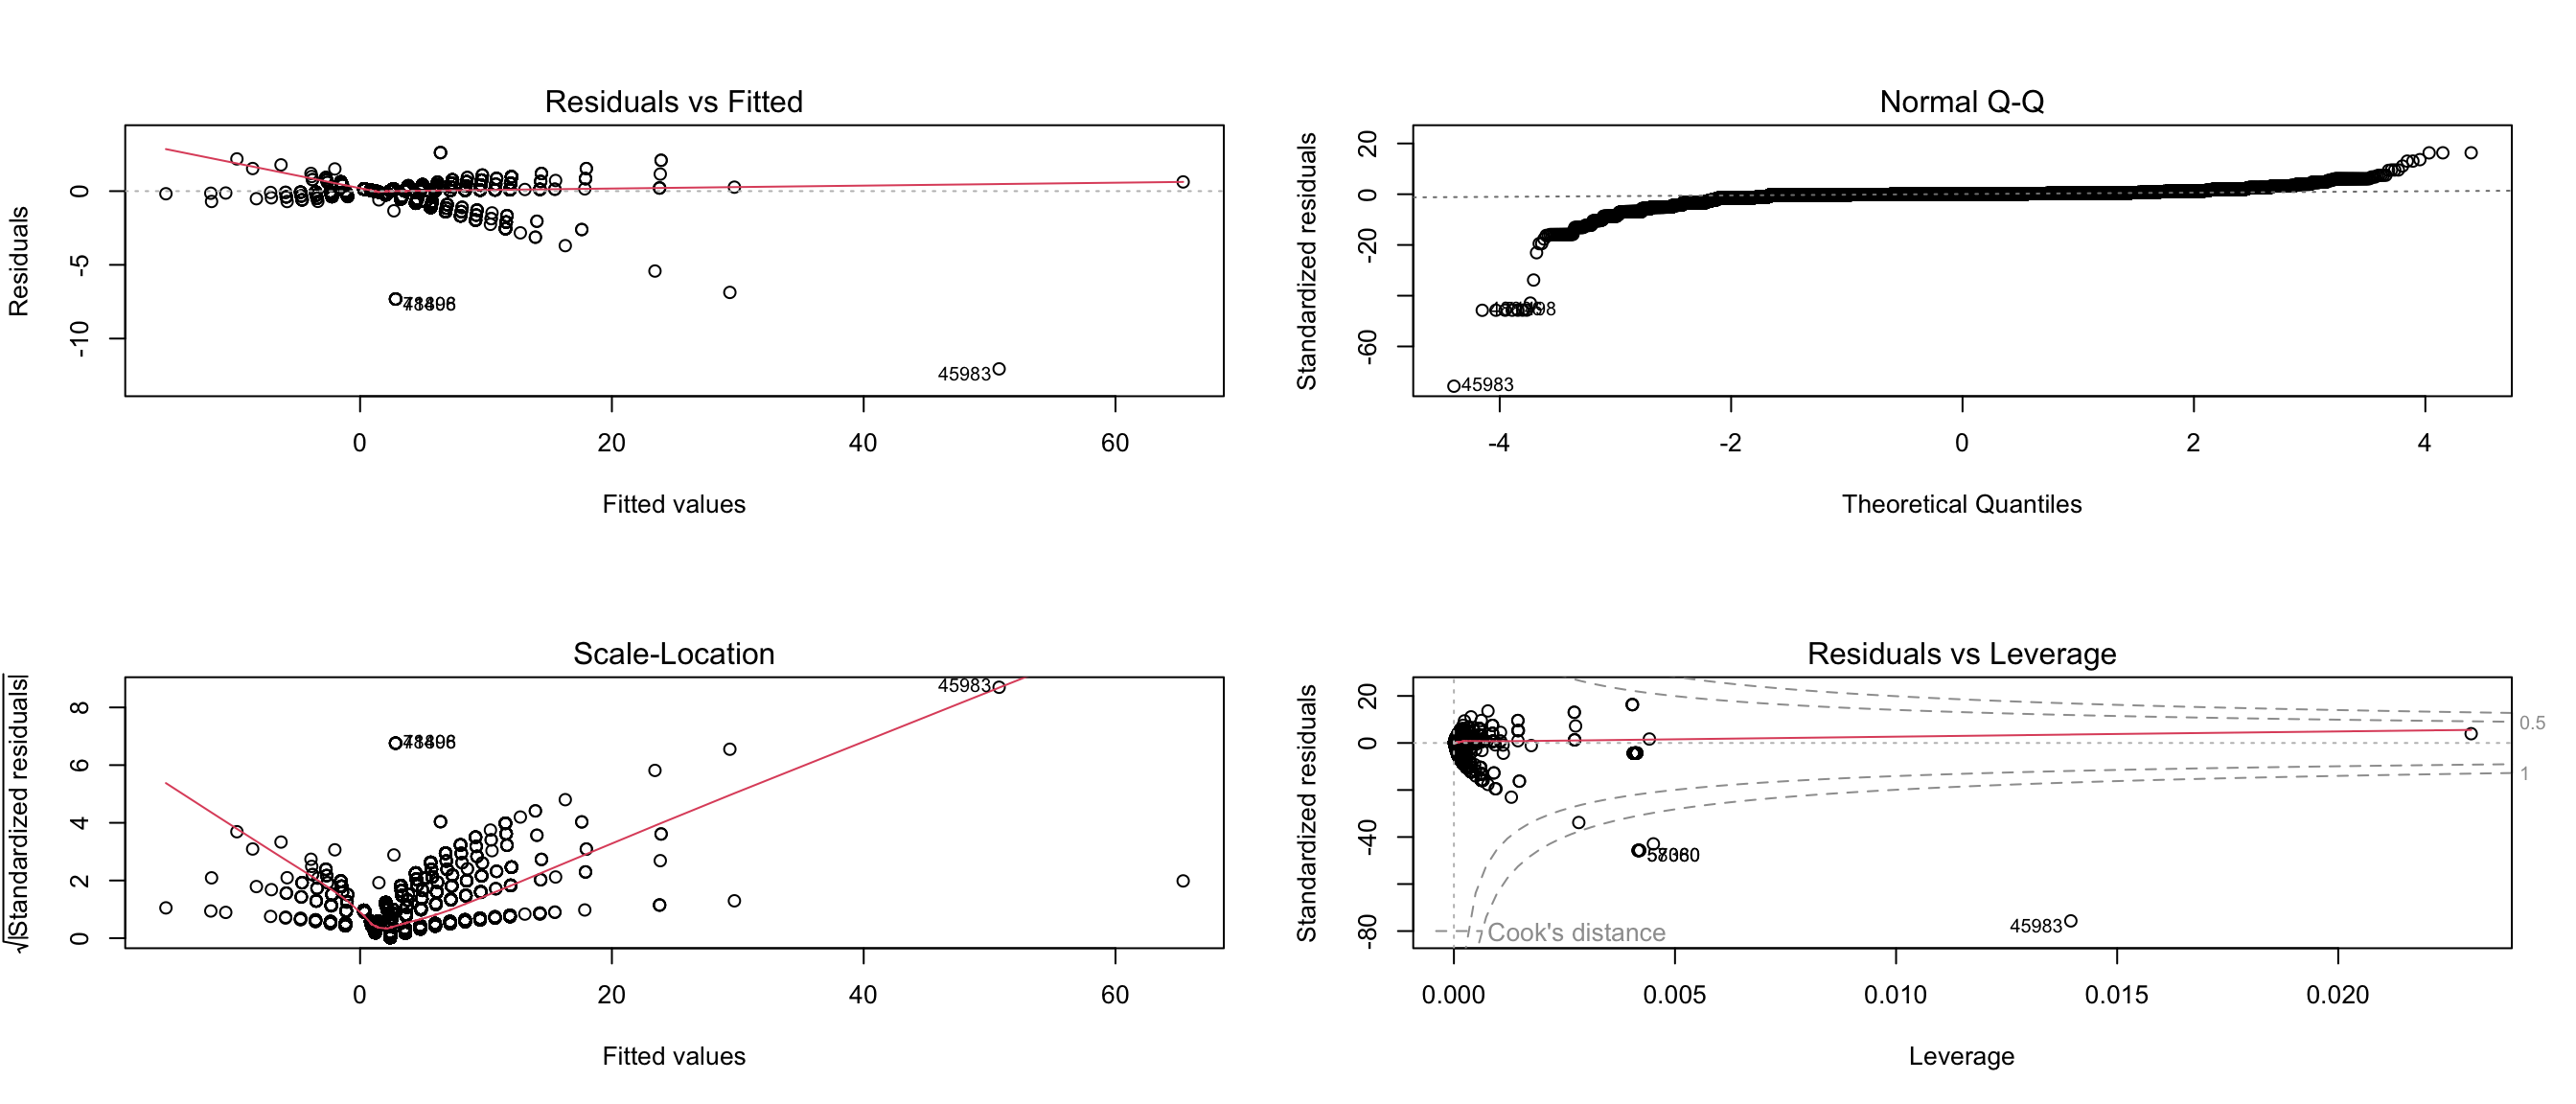 Residuals vs Fitted
Residuals
0
-5
-10
45983
0 20 40 60
Fitted values
Normal Q-Q
Standardized residuals
20
0
-20
-60
45983
-4 -2 0 2 4
Theoretical Quantiles
Scale-Location
√|Standardized residuals|
8
6
4
2
0
45983
0 20 40 60
Fitted values
Residuals vs Leverage
Standardized residuals
20
0
-40
-80
0.5
1
45983
Cook's distance
0.000 0.005 0.010 0.015 0.020
Leverage